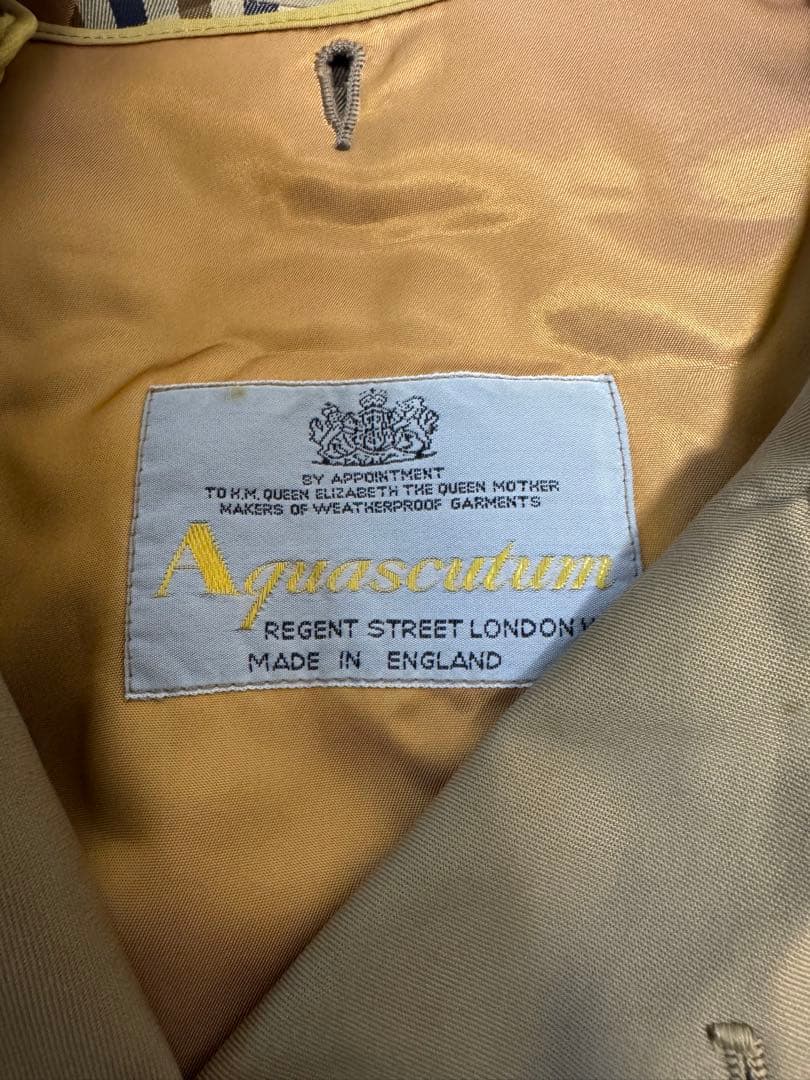 BY APPOINTMENT
TO H.M. QUEEN ELIZABETH THE QUEEN MOTHER
MAKERS OF WEATHERPROOF GARMENTS
Aquascutum
REGENT STREET LONDON
MADE IN ENGLAND